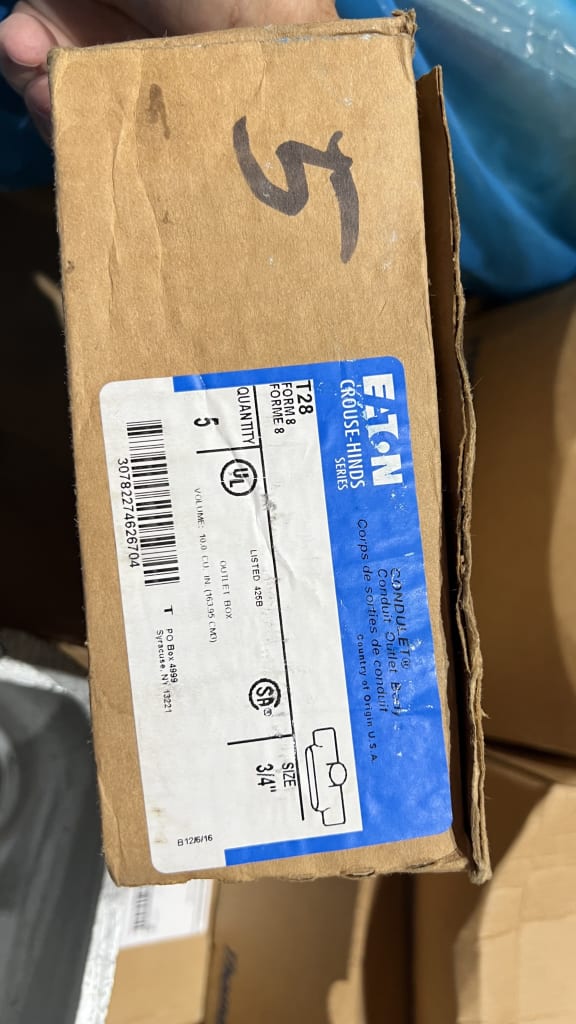 5
EATON
CROUSE-HINDS
SERIES
CONDULET®
Conduit Outlet Body
Corps de sorties de conduit
Country of Origin U.S.A.
T28
FORM 8
FORME 8
SIZE
3/4"
QUANTITY
5
UL
LISTED 425B
SA®
OUTLET BOX
VOLUME: 10.0 CU. IN. (163.95 CM3)
30782274626704
T
PO Box 4999
Syracuse, NY 13221
B12/6/16